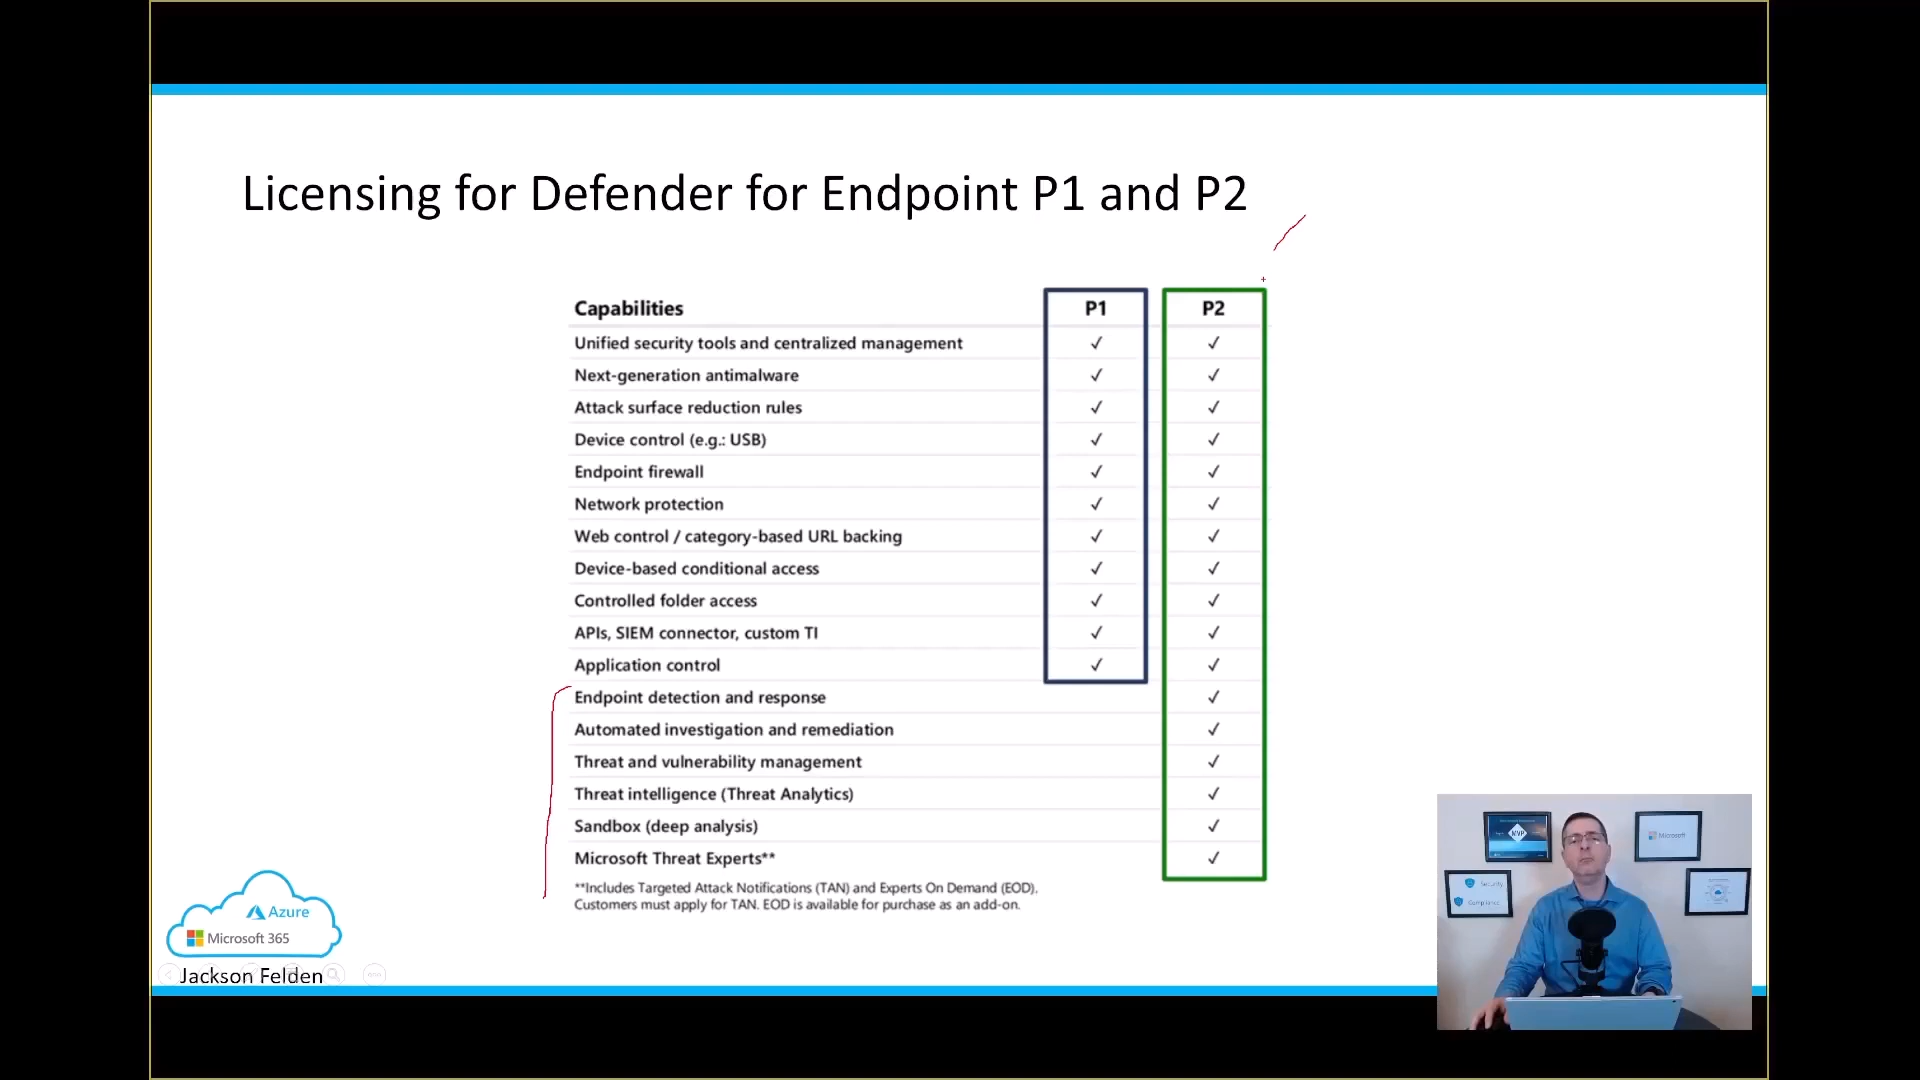 Licensing for Defender for Endpoint P1 and P2
Capabilities P1 P2
Unified security tools and centralized management ✓ ✓
Next-generation antimalware ✓ ✓
Attack surface reduction rules ✓ ✓
Device control (e.g.: USB) ✓ ✓
Endpoint firewall ✓ ✓
Network protection ✓ ✓
Web control / category-based URL backing ✓ ✓
Device-based conditional access ✓ ✓
Controlled folder access ✓ ✓
APIs, SIEM connector, custom TI ✓ ✓
Application control ✓ ✓
Endpoint detection and response ✓
Automated investigation and remediation ✓
Threat and vulnerability management ✓
Threat intelligence (Threat Analytics) ✓
Sandbox (deep analysis) ✓
Microsoft Threat Experts** ✓
**Includes Targeted Attack Notifications (TAN) and Experts On Demand (EOD).
Customers must apply for TAN. EOD is available for purchase as an add-on.
Azure
Microsoft 365
Jackson Felden
MVP
Microsoft
Security
Compliance